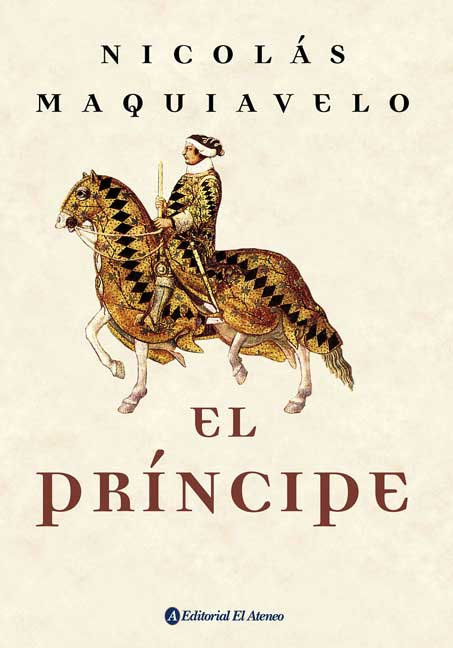 NICOLÁS
MAQUIAVELO
EL
PRÍNCIPE
A Editorial El Ateneo